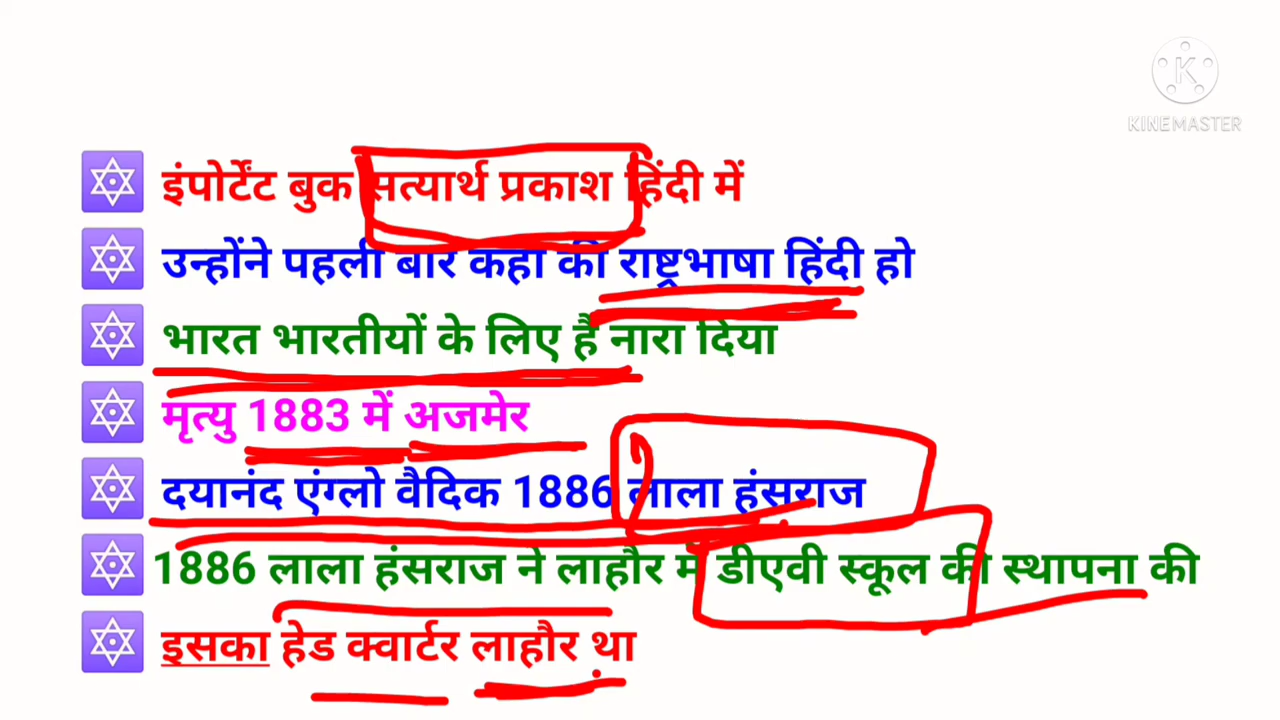 KINEMASTER
इंपोर्टेंट बुक सत्यार्थ प्रकाश हिंदी में
उन्होंने पहली बार कहा की राष्ट्रभाषा हिंदी हो
भारत भारतीयों के लिए है नारा दिया
मृत्यु 1883 में अजमेर
दयानंद एंग्लो वैदिक 1886 लाला हंसराज
1886 लाला हंसराज ने लाहौर में डीएवी स्कूल की स्थापना की
इसका हेड क्वार्टर लाहौर था